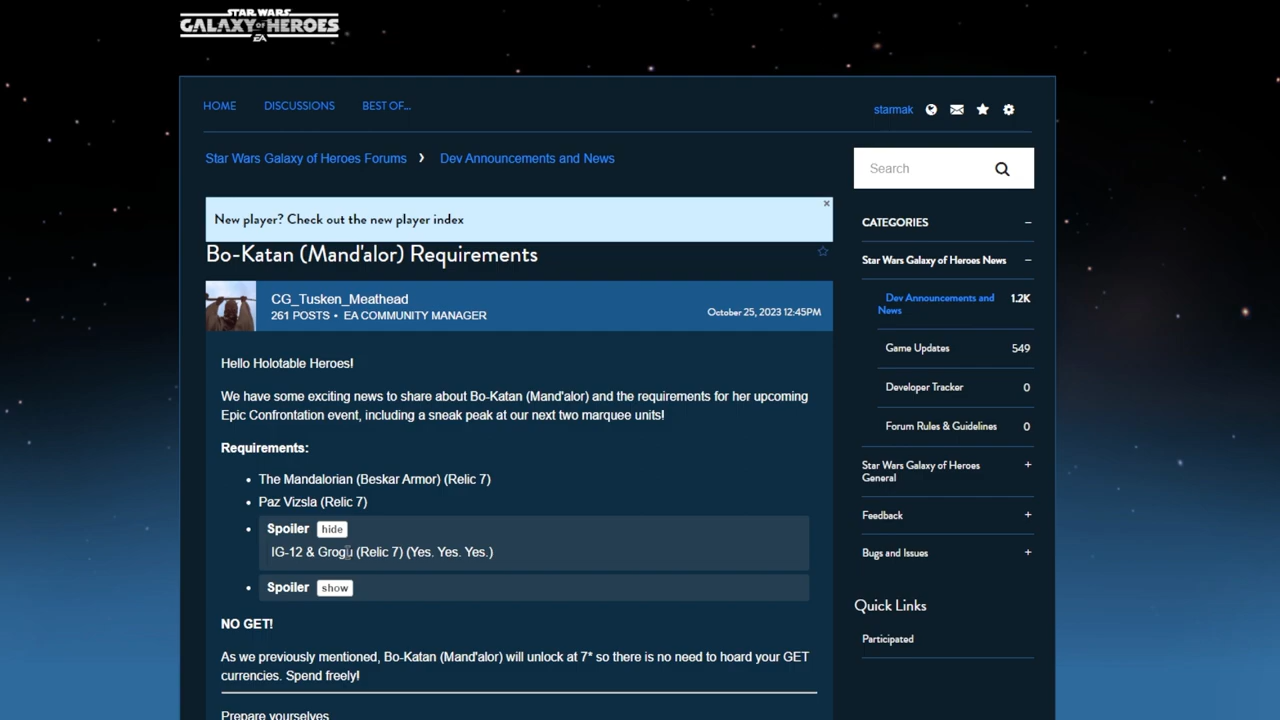 STAR WARS
GALAXY OF HEROES
EA
HOME DISCUSSIONS BEST OF...
starmak
Star Wars Galaxy of Heroes Forums › Dev Announcements and News
Search
New player? Check out the new player index ×
Bo-Katan (Mand'alor) Requirements
CG_Tusken_Meathead
261 POSTS • EA COMMUNITY MANAGER
October 25, 2023 12:45PM
Hello Holotable Heroes!
We have some exciting news to share about Bo-Katan (Mand'alor) and the requirements for her upcoming
Epic Confrontation event, including a sneak peak at our next two marquee units!
Requirements:
• The Mandalorian (Beskar Armor) (Relic 7)
• Paz Vizsla (Relic 7)
• Spoiler hide
IG-12 & Grogu (Relic 7) (Yes. Yes. Yes.)
• Spoiler show
NO GET!
As we previously mentioned, Bo-Katan (Mand'alor) will unlock at 7* so there is no need to hoard your GET
currencies. Spend freely!
Prepare yourselves
CATEGORIES −
Star Wars Galaxy of Heroes News −
Dev Announcements and 1.2K
News
Game Updates 549
Developer Tracker 0
Forum Rules & Guidelines 0
Star Wars Galaxy of Heroes +
General
Feedback +
Bugs and Issues +
Quick Links
Participated